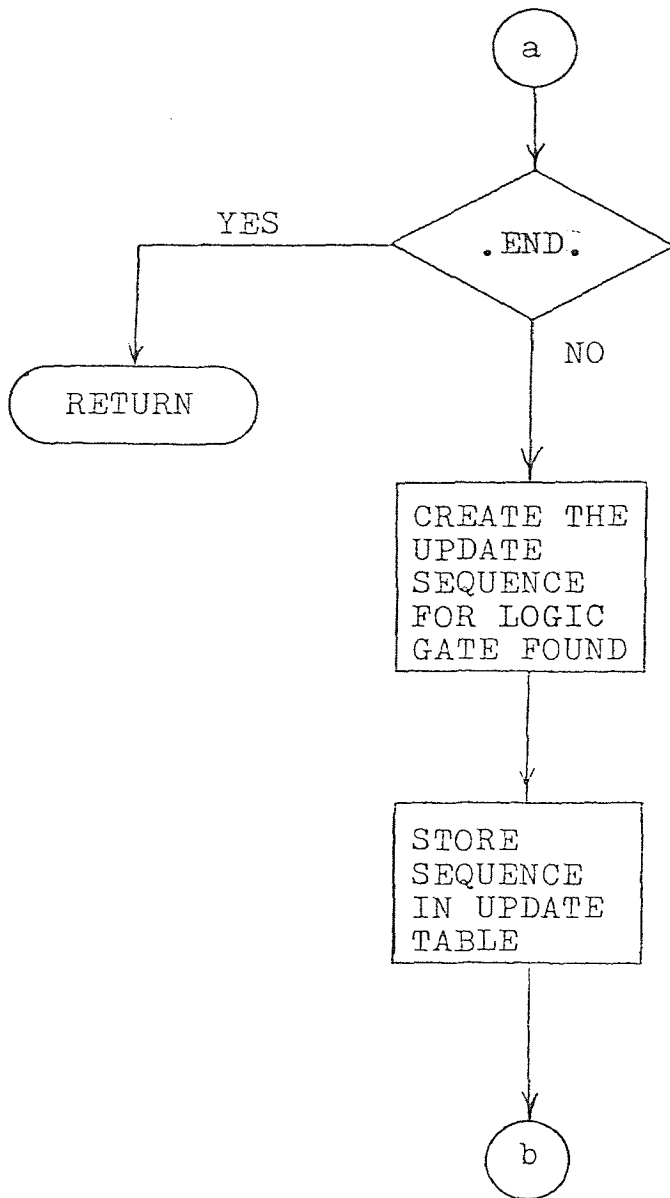 a
.END.
YES
NO
RETURN
CREATE THE
UPDATE
SEQUENCE
FOR LOGIC
GATE FOUND
STORE
SEQUENCE
IN UPDATE
TABLE
b